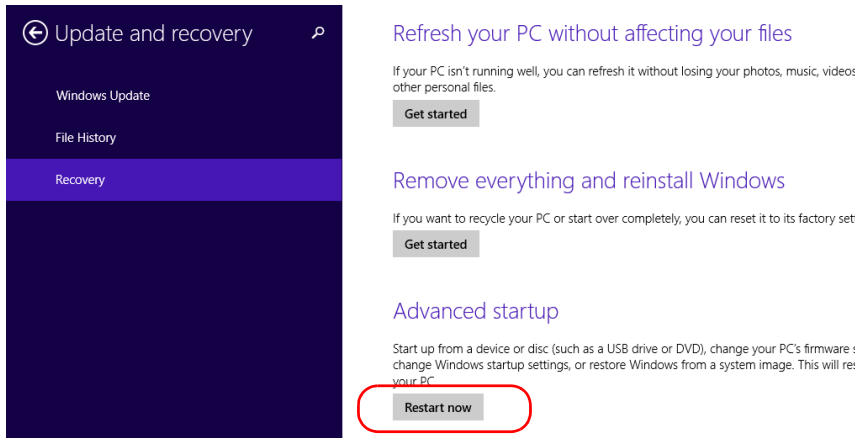 Update and recovery
Windows Update
File History
Recovery
Refresh your PC without affecting your files
If your PC isn't running well, you can refresh it without losing your photos, music, videos
other personal files.
Get started
Remove everything and reinstall Windows
If you want to recycle your PC or start over completely, you can reset it to its factory
Get started
Advanced startup
Start up from a device or disc (such as a USB drive or DVD), change your PC's firmware
change Windows startup settings, or restore Windows from a system image. This will
your PC.
Restart now